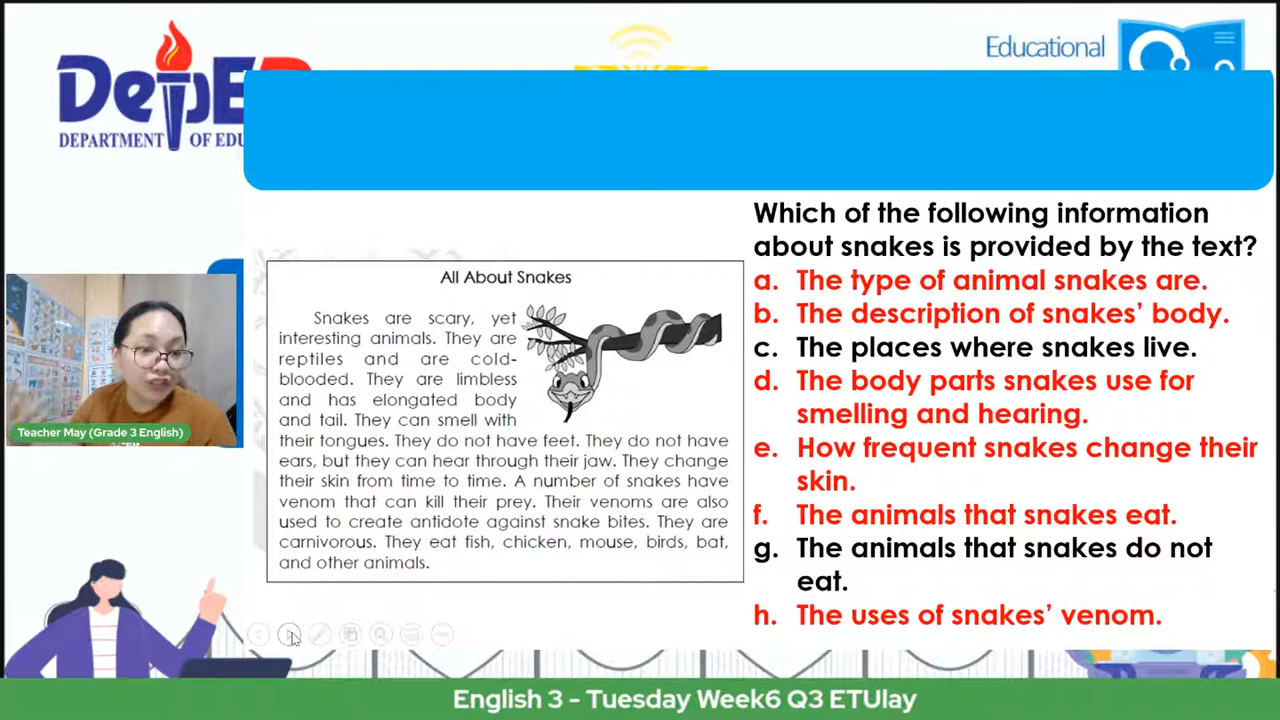 DepED
DEPARTMENT OF EDU
Educational
Which of the following information
about snakes is provided by the text?
a. The type of animal snakes are.
b. The description of snakes’ body.
c. The places where snakes live.
d. The body parts snakes use for
smelling and hearing.
e. How frequent snakes change their
skin.
f. The animals that snakes eat.
g. The animals that snakes do not
eat.
h. The uses of snakes’ venom.
All About Snakes
Snakes are scary, yet
interesting animals. They are
reptiles and are cold-
blooded. They are limbless
and has elongated body
and tail. They can smell with
their tongues. They do not have feet. They do not have
ears, but they can hear through their jaw. They change
their skin from time to time. A number of snakes have
venom that can kill their prey. Their venoms are also
used to create antidote against snake bites. They are
carnivorous. They eat fish, chicken, mouse, birds, bat,
and other animals.
Teacher May (Grade 3 English)
English 3 - Tuesday Week6 Q3 ETUlay